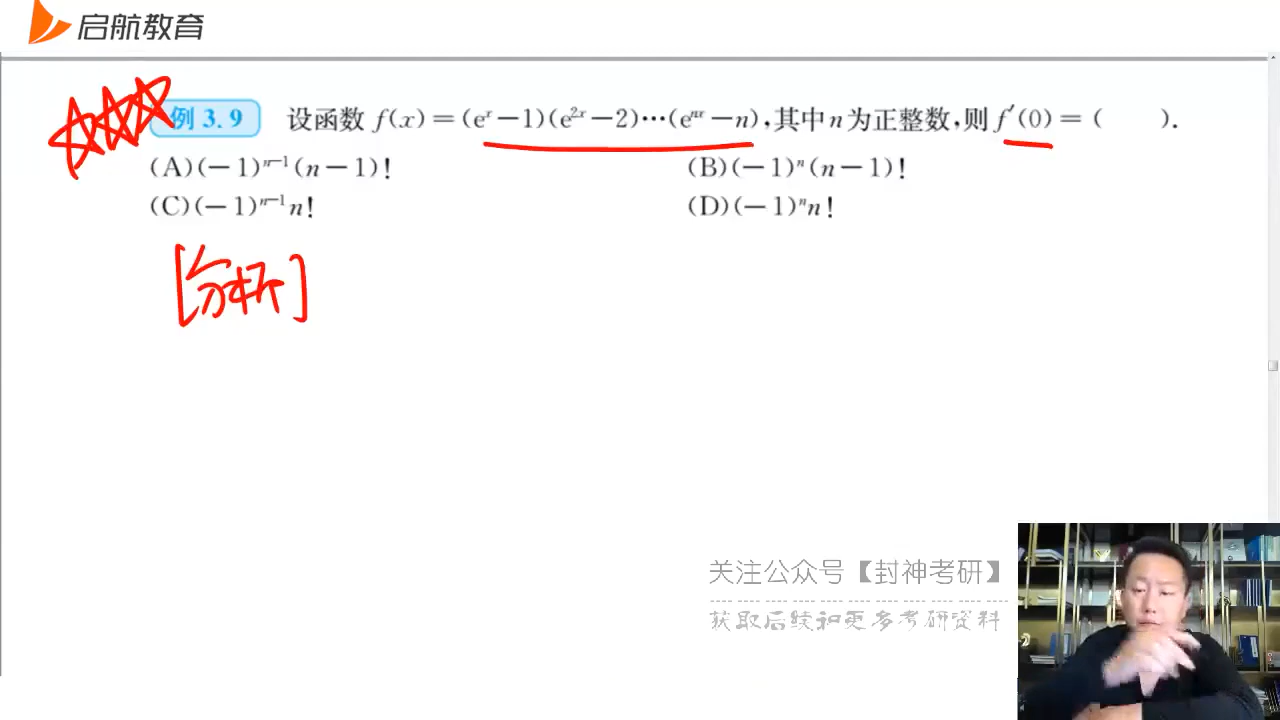 启航教育
例 3.9 设函数 f(x)=(eˣ-1)(e²ˣ-2)⋯(eⁿˣ-n),其中 n 为正整数,则 f′(0)=( ).
(A)(-1)ⁿ⁻¹(n-1)! (B)(-1)ⁿ(n-1)!
(C)(-1)ⁿ⁻¹n! (D)(-1)ⁿn!
[分析]
关注公众号【封神考研】
获取后续和更多考研资料